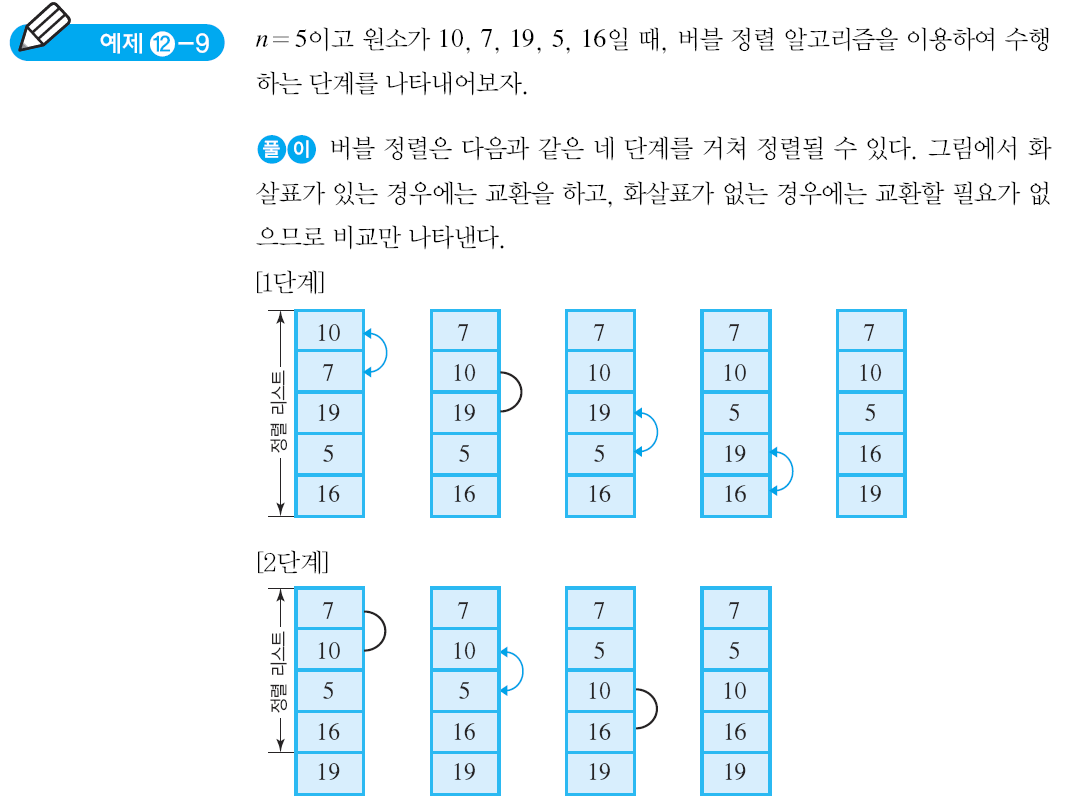 예제 12-9
n=5이고 원소가 10, 7, 19, 5, 16일 때, 버블 정렬 알고리즘을 이용하여 수행
하는 단계를 나타내어보자.
풀이 버블 정렬은 다음과 같은 네 단계를 거쳐 정렬될 수 있다. 그림에서 화
살표가 있는 경우에는 교환을 하고, 화살표가 없는 경우에는 교환할 필요가 없
으므로 비교만 나타낸다.
[1단계]
정렬 리스트
10 7 7 7 7
7 10 10 10 10
19 19 19 5 5
5 5 5 19 16
16 16 16 16 19
[2단계]
정렬 리스트
7 7 7 7
10 10 5 5
5 5 10 10
16 16 16 16
19 19 19 19